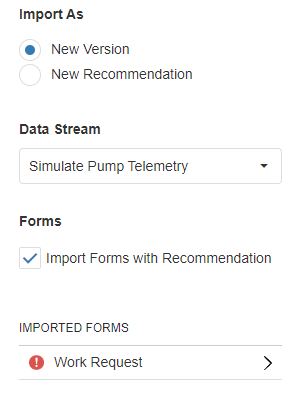 Import As
New Version
New Recommendation
Data Stream
Simulate Pump Telemetry
Forms
Import Forms with Recommendation
IMPORTED FORMS
Work Request